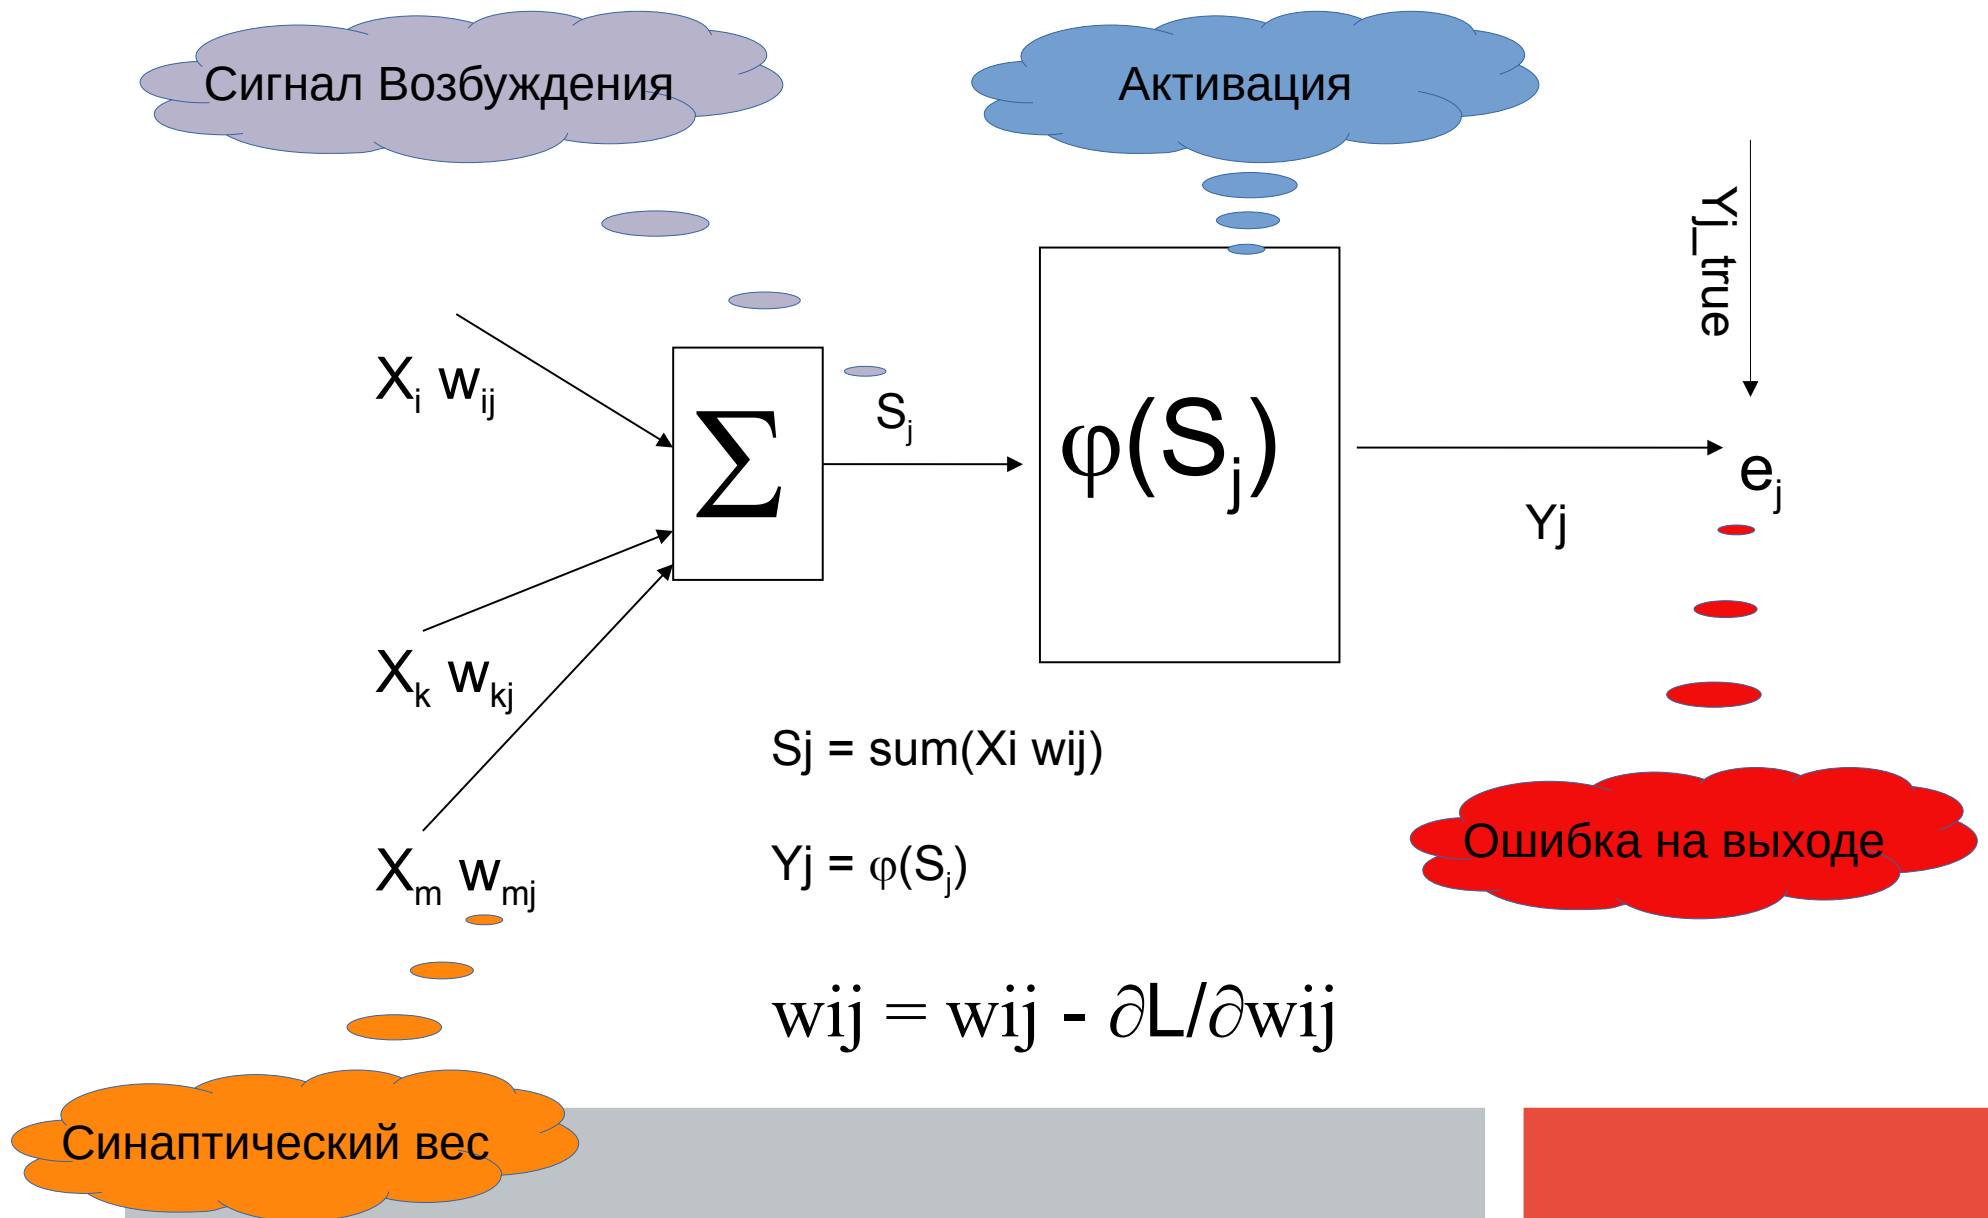 Сигнал Возбуждения
Активация
Yj_true
Xi wij
Sj
Σ
φ(Sj)
ej
Yj
Xk wkj
Sj = sum(Xi wij)
Ошибка на выходе
Yj = φ(Sj)
Xm wmj
wij = wij - ∂L/∂wij
Синаптический вес